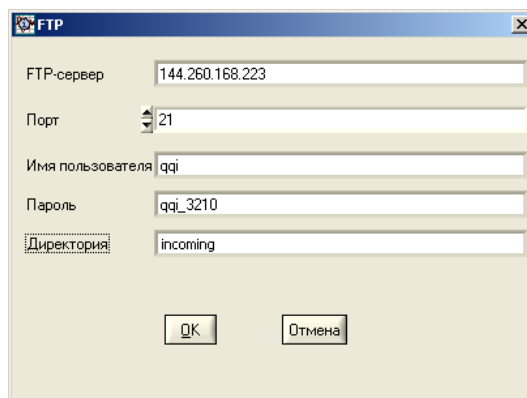 FTP
FTP-сервер 144.260.168.223
Порт 21
Имя пользователя qqi
Пароль qqi_3210
Директория incoming
OK Отмена